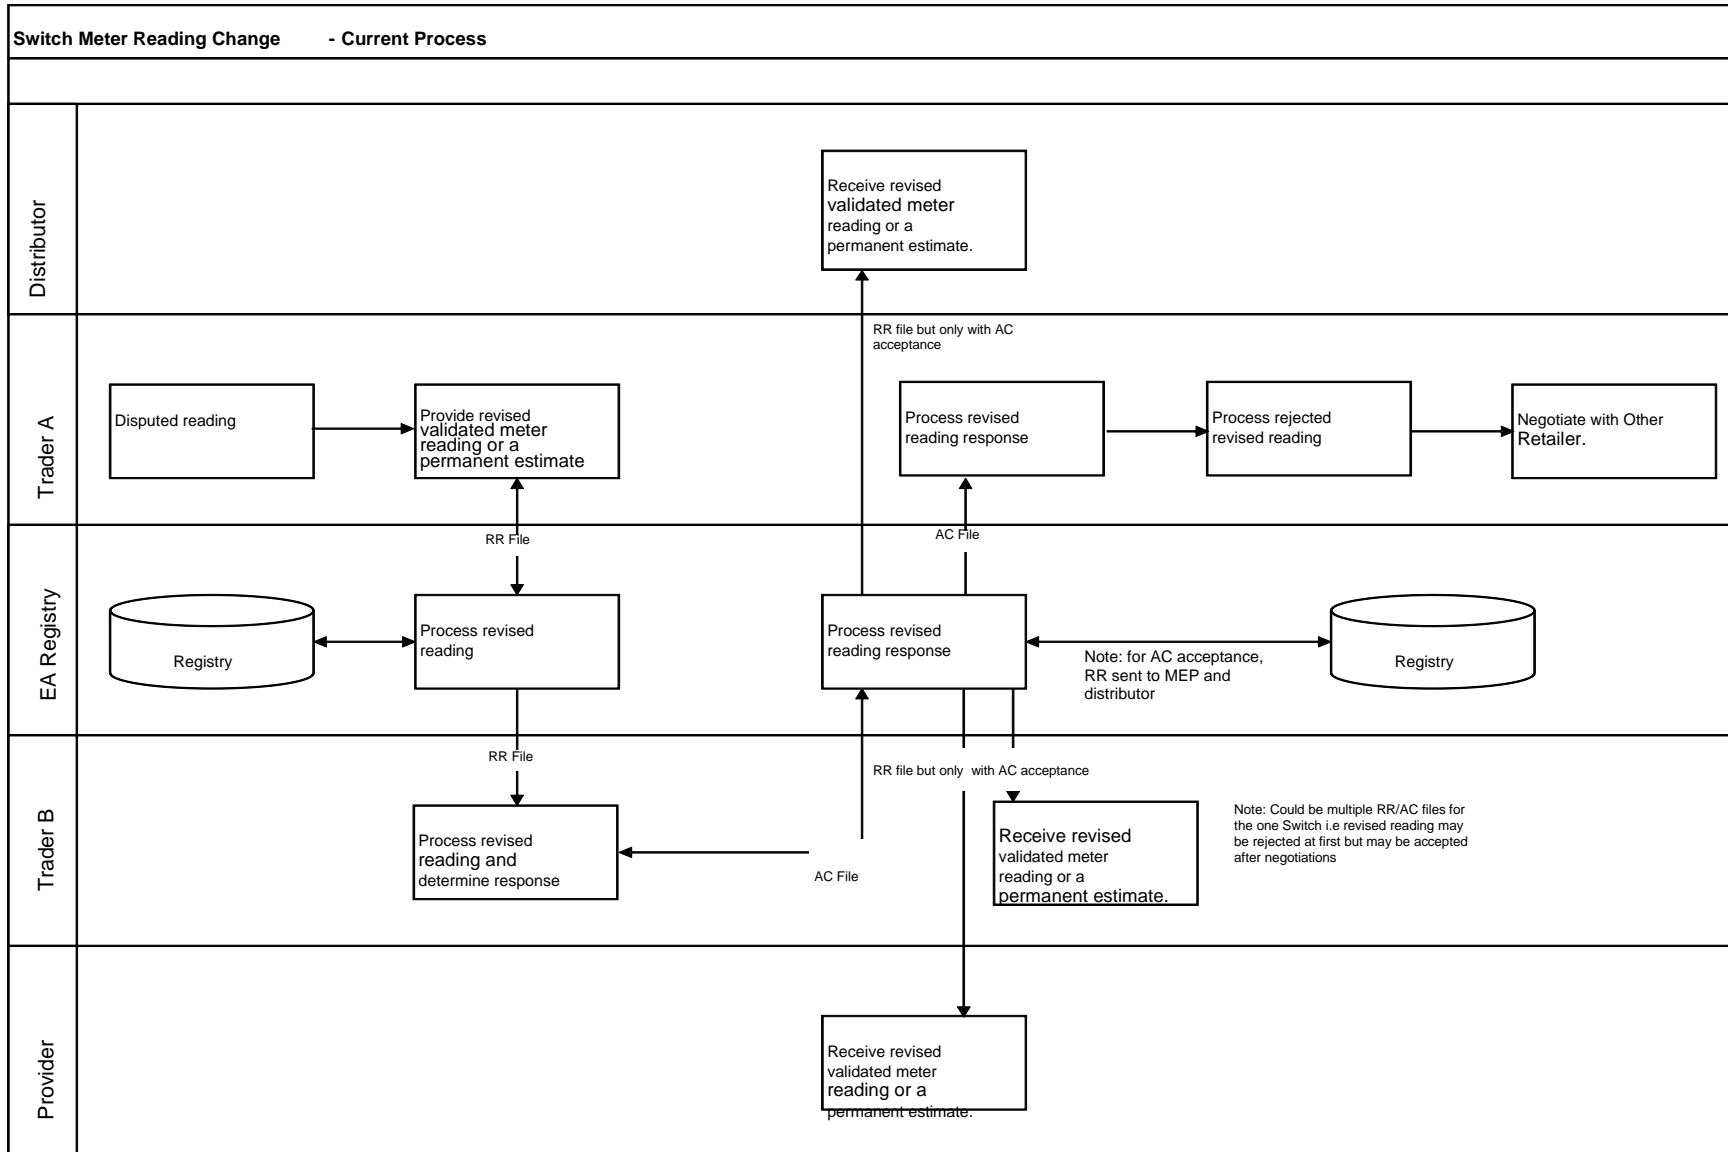 Switch Meter Reading Change - Current Process
Distributor
Receive revised
validated meter
reading or a
permanent estimate.
RR file but only with AC
acceptance
Trader A
Disputed reading
Provide revised
validated meter
reading or a
permanent estimate
Process revised
reading response
Process rejected
revised reading
Negotiate with Other
Retailer.
RR File
AC File
EA Registry
Registry
Process revised
reading
Process revised
reading response
Note: for AC acceptance,
RR sent to MEP and
distributor
Registry
Trader B
RR File
RR file but only with AC acceptance
Process revised
reading and
determine response
AC File
Receive revised
validated meter
reading or a
permanent estimate.
Note: Could be multiple RR/AC files for
the one Switch i.e revised reading may
be rejected at first but may be accepted
after negotiations
Provider
Receive revised
validated meter
reading or a
permanent estimate.